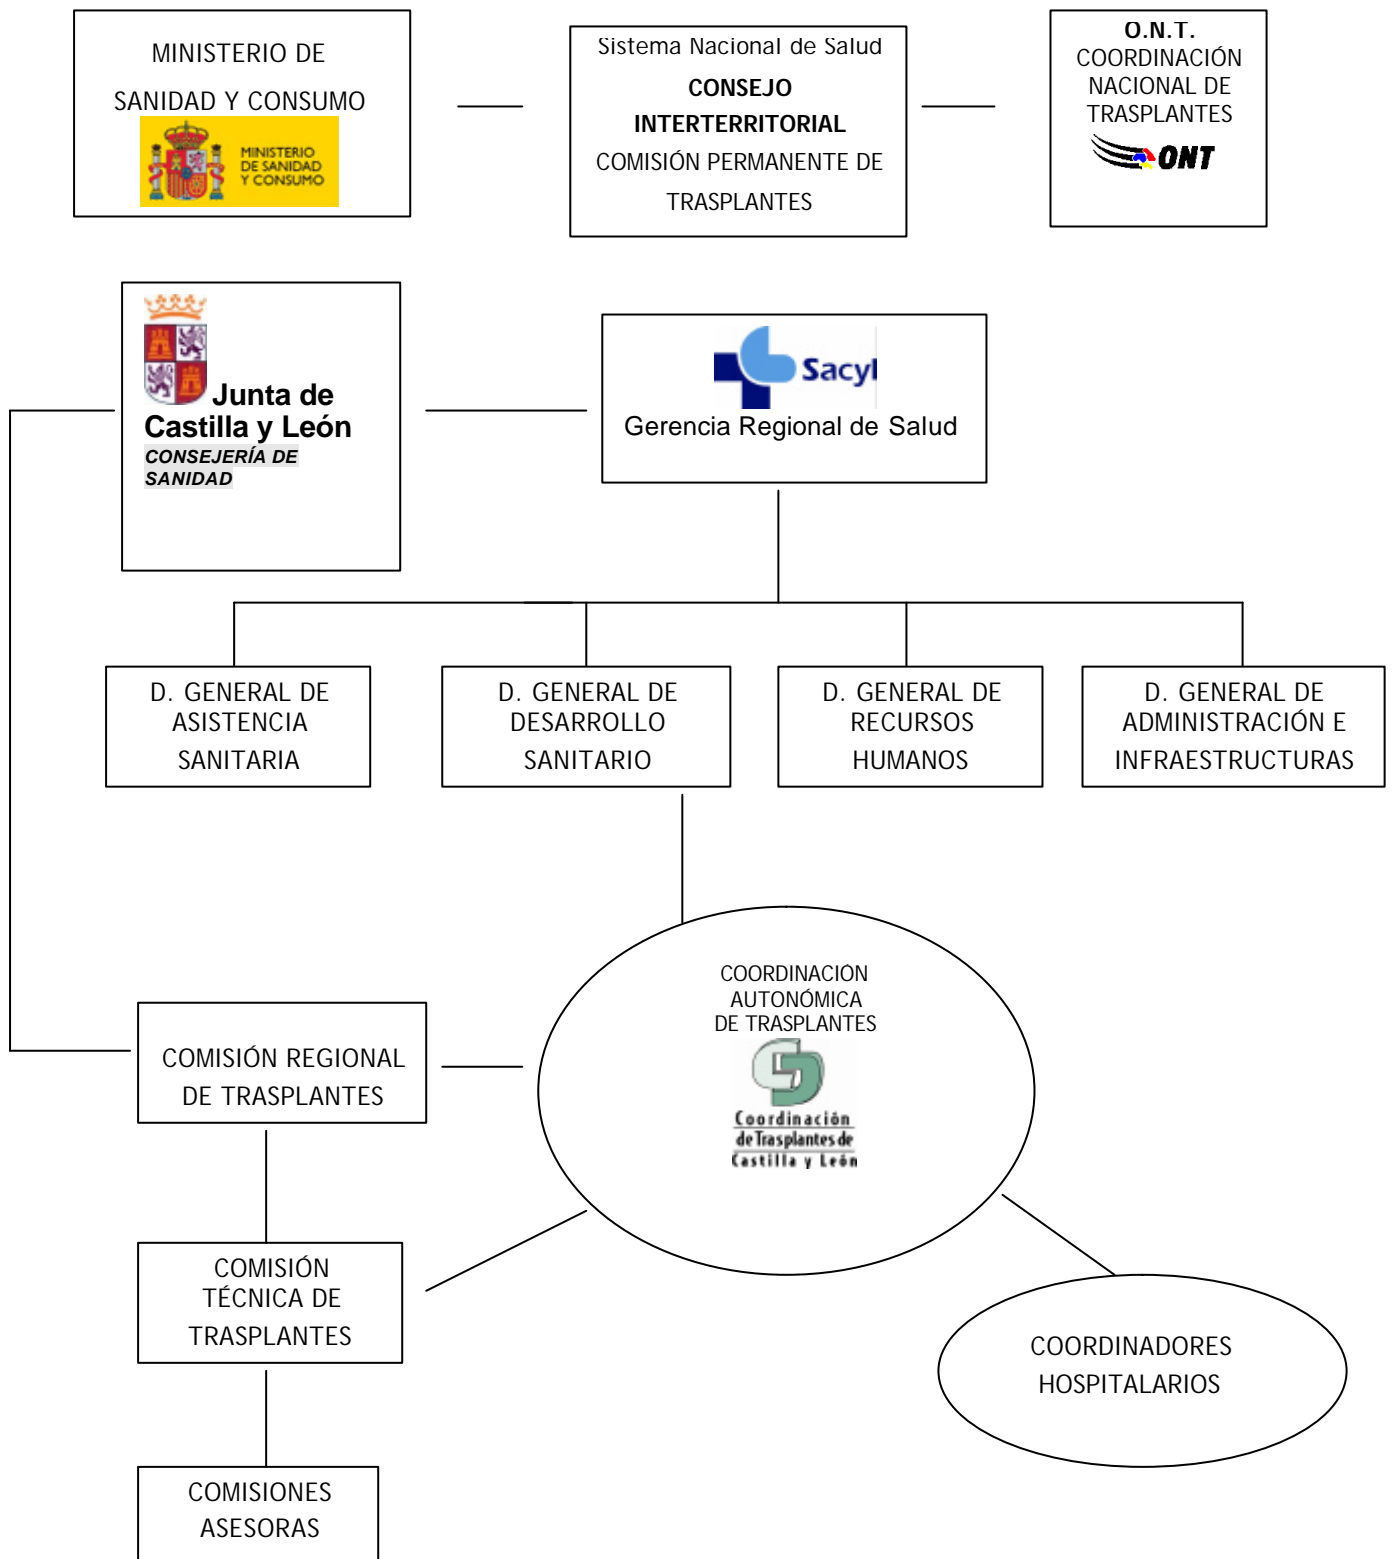 MINISTERIO DE
SANIDAD Y CONSUMO
MINISTERIO
DE SANIDAD
Y CONSUMO
Sistema Nacional de Salud
CONSEJO
INTERTERRITORIAL
COMISIÓN PERMANENTE DE
TRASPLANTES
O.N.T.
COORDINACIÓN
NACIONAL DE
TRASPLANTES
ONT
Junta de
Castilla y León
CONSEJERÍA DE
SANIDAD
Sacyl
Gerencia Regional de Salud
D. GENERAL DE
ASISTENCIA
SANITARIA
D. GENERAL DE
DESARROLLO
SANITARIO
D. GENERAL DE
RECURSOS
HUMANOS
D. GENERAL DE
ADMINISTRACIÓN E
INFRAESTRUCTURAS
COORDINACIÓN
AUTONÓMICA
DE TRASPLANTES
Coordinación
de Trasplantes de
Castilla y León
COMISIÓN REGIONAL
DE TRASPLANTES
COMISIÓN
TÉCNICA DE
TRASPLANTES
COORDINADORES
HOSPITALARIOS
COMISIONES
ASESORAS